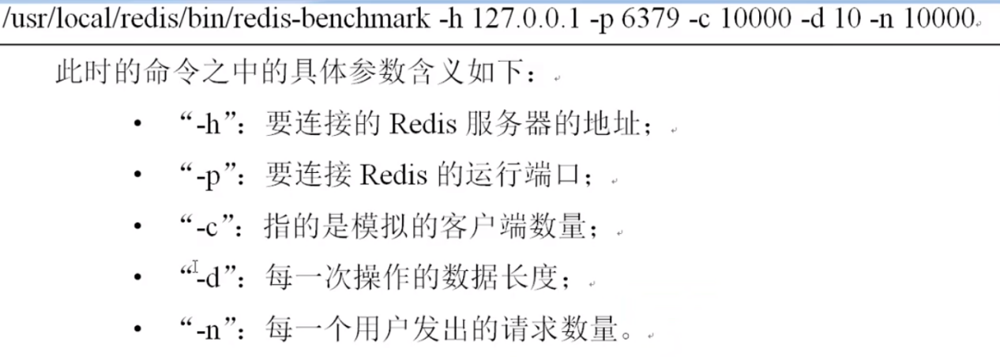 /usr/local/redis/bin/redis-benchmark -h 127.0.0.1 -p 6379 -c 10000 -d 10 -n 10000
此时的命令之中的具体参数含义如下：
• “-h”：要连接的 Redis 服务器的地址；
• “-p”：要连接 Redis 的运行端口；
• “-c”：指的是模拟的客户端数量；
• “-d”：每一次操作的数据长度；
• “-n”：每一个用户发出的请求数量。